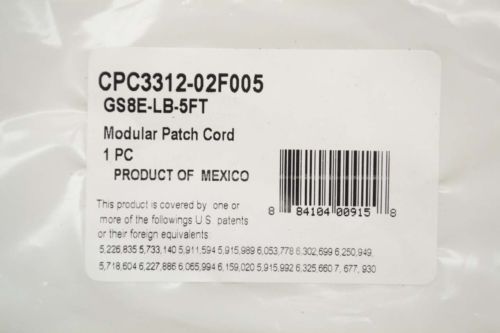 CPC3312-02F005
GS8E-LB-5FT
Modular Patch Cord
1 PC
PRODUCT OF MEXICO
8 84104 00915 8
This product is covered by one or
more of the followings U.S. patents
or their foreign equivalents.
5,226,835 5,733,140 5,911,594 5,915,989 6,053,778 6,302,699 6,250,949,
5,718,604 6,227,886 6,065,994 6,159,020 5,915,992 6,325,660 7, 677, 930